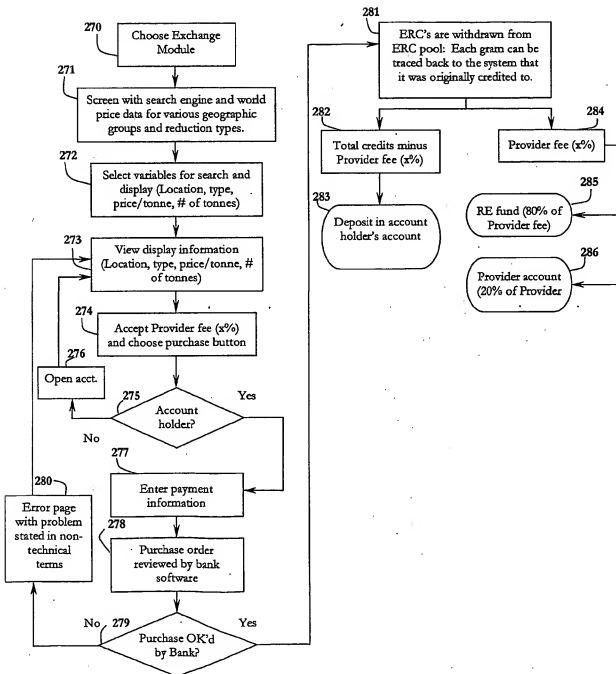 270
Choose Exchange
Module
271
Screen with search engine and world
price data for various geographic
groups and reduction types.
272
Select variables for search and
display (Location, type,
price/tonne, # of tonnes)
273
View display information
(Location, type, price/tonne, #
of tonnes)
274
Accept Provider fee (x%)
and choose purchase button
276
Open acct.
275
Account
holder?
Yes
No
277
Enter payment
information
278
Purchase order
reviewed by bank
software
280
Error page
with problem
stated in non-
technical
terms
No
279
Yes
Purchase OK'd
by Bank?
281
ERC's are withdrawn from
ERC pool: Each gram can be
traced back to the system that
it was originally credited to.
282
Total credits minus
Provider fee (x%)
283
Deposit in account
holder's account
284
Provider fee (x%)
285
RE fund (80% of
Provider fee)
286
Provider account
(20% of Provider